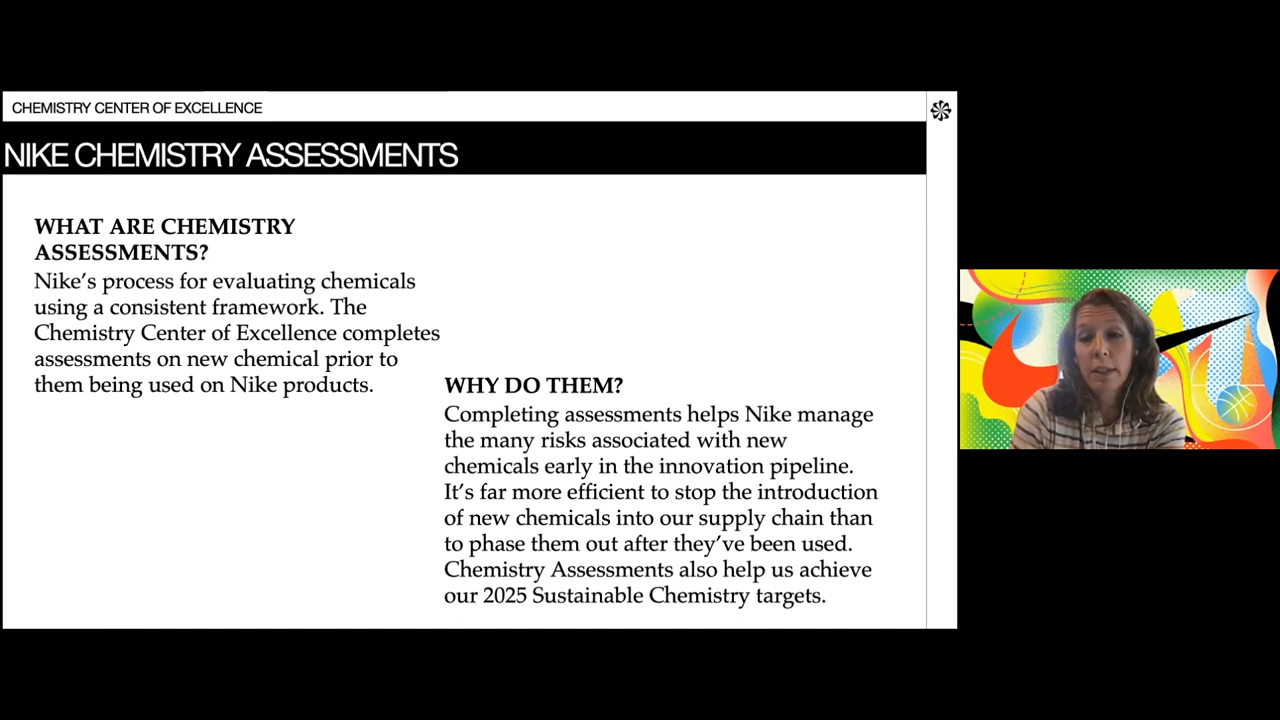 CHEMISTRY CENTER OF EXCELLENCE
NIKE CHEMISTRY ASSESSMENTS
WHAT ARE CHEMISTRY
ASSESSMENTS?
Nike’s process for evaluating chemicals
using a consistent framework. The
Chemistry Center of Excellence completes
assessments on new chemical prior to
them being used on Nike products.
WHY DO THEM?
Completing assessments helps Nike manage
the many risks associated with new
chemicals early in the innovation pipeline.
It’s far more efficient to stop the introduction
of new chemicals into our supply chain than
to phase them out after they’ve been used.
Chemistry Assessments also help us achieve
our 2025 Sustainable Chemistry targets.